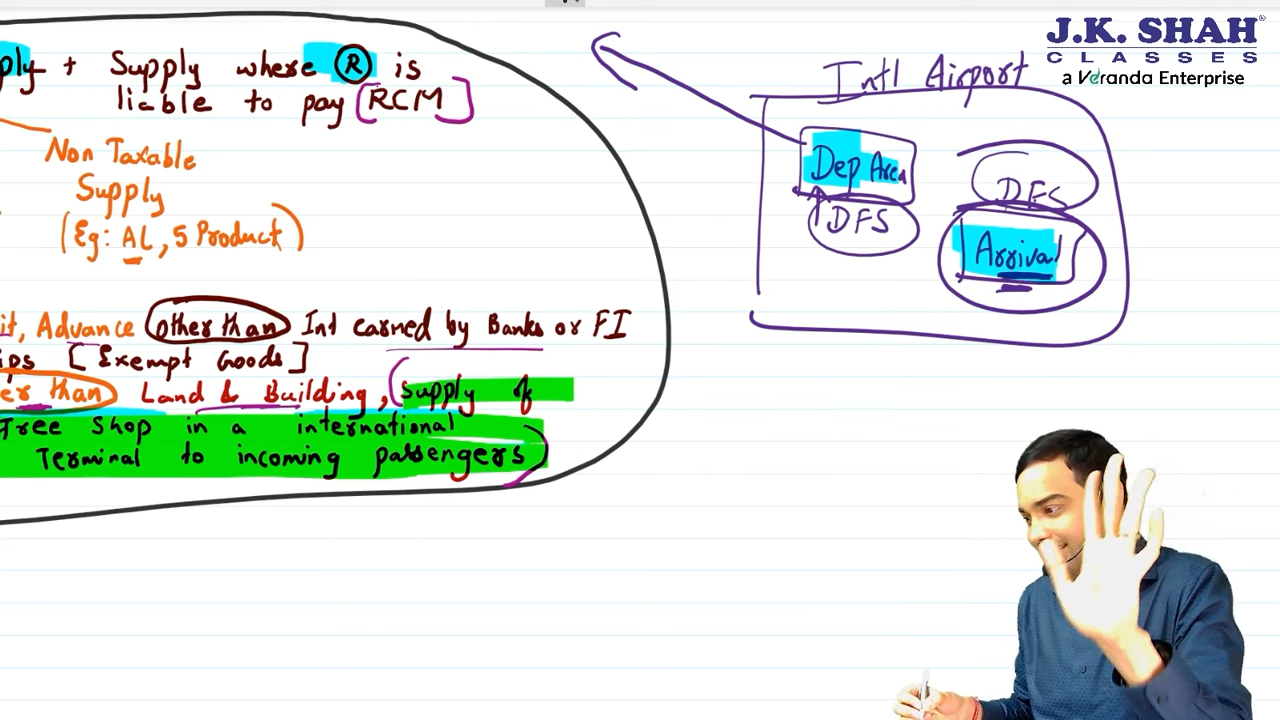 J.K. SHAH®
CLASSES
a Veranda Enterprise
ply + Supply where Ⓡ is
liable to pay [RCM]
Non Taxable
Supply
(Eg: AL, 5 Product)
it, Advance other than Int earned by Banks or FI
ips [Exempt Goods]
er than Land & Building, (Supply of
Free Shop in a international
Terminal to incoming passengers)
Int'l Airport
Dep Area
DFS
DFS
Arrival